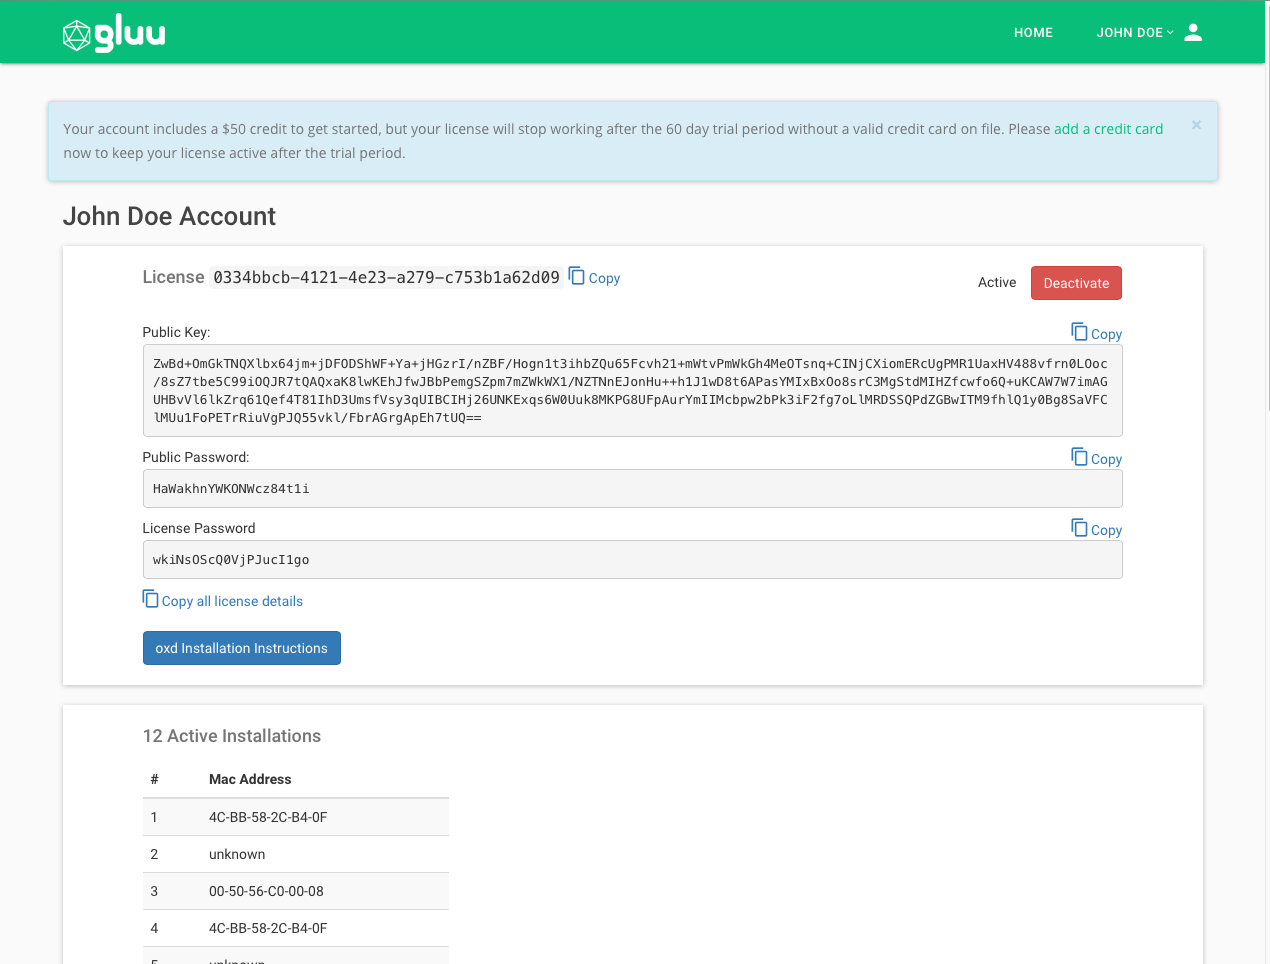 gluu
HOME
JOHN DOE
Your account includes a $50 credit to get started, but your license will stop working after the 60 day trial period without a valid credit card on file. Please add a credit card
now to keep your license active after the trial period.
×
John Doe Account
License 0334bbcb-4121-4e23-a279-c753b1a62d09 Copy
Active Deactivate
Public Key: Copy
ZwBd+OmGkTNQXlbx64jm+jDFODShWF+Ya+jHGzrI/nZBF/Hogn1t3ihbZQu65Fcvh21+mWtvPmWkGh4MeOTsnq+CINjCXiomERcUgPMR1UaxHV488vfrn0LOoc
/8sZ7tbe5C99iOQJR7tQAQxaK8lwKEhJfwJBbPemgSZpm7mZWkWX1/NZTNnEJonHu++h1J1wD8t6APasYMIxBxOo8srC3MgStdMIHZfcwfo6Q+uKCAW7W7imAG
UHBvVl6lkZrq61Qef4T81IhD3UmsfVsy3qUIBCIHj26UNKExqs6W0Uuk8MKPG8UFpAurYmIIMcbpw2bPk3iF2fg7oLlMRDSSQPdZGBwITM9fhlQ1y0Bg8SaVFC
lMUu1FoPETrRiuVgPJQ55vkl/FbrAGrgApEh7tUQ==
Public Password: Copy
HaWakhnYWKONWcz84t1i
License Password Copy
wkiNsOScQ0VjPJucI1go
Copy all license details
oxd Installation Instructions
12 Active Installations
# Mac Address
1 4C-BB-58-2C-B4-0F
2 unknown
3 00-50-56-C0-00-08
4 4C-BB-58-2C-B4-0F
5 unknown